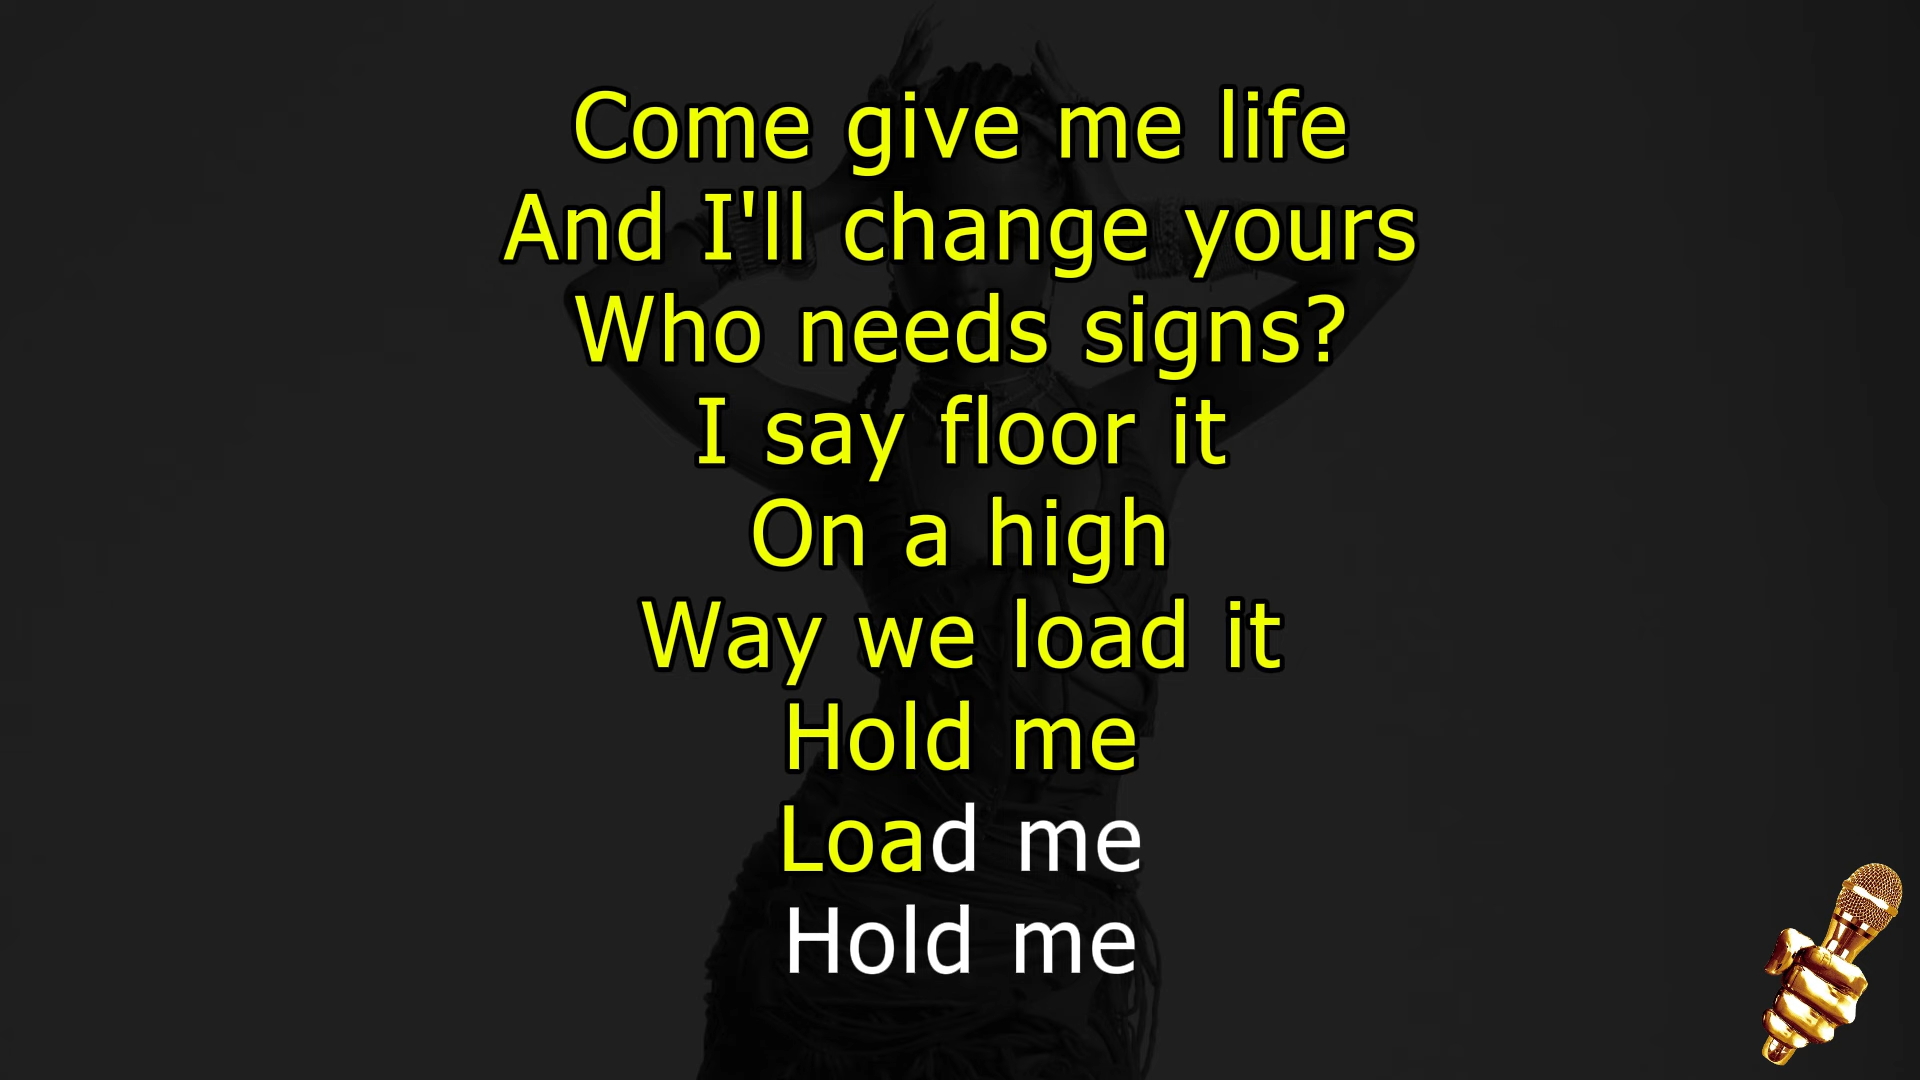 Come give me life
And I'll change yours
Who needs signs?
I say floor it
On a high
Way we load it
Hold me
Load me
Hold me